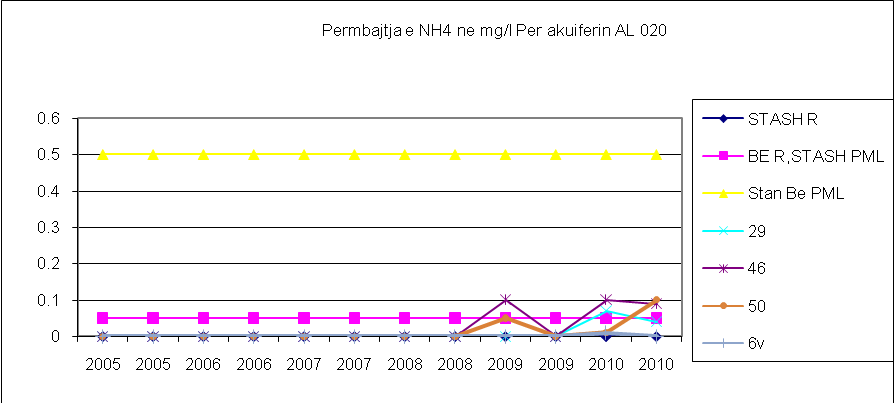 Permbajtja e NH4 ne mg/l Per akuiferin AL 020
0.6
0.5
0.4
0.3
0.2
0.1
0
2005 2005 2006 2006 2007 2007 2008 2008 2009 2009 2010 2010
STASH R
BE R,STASH PML
Stan Be PML
29
46
50
6v